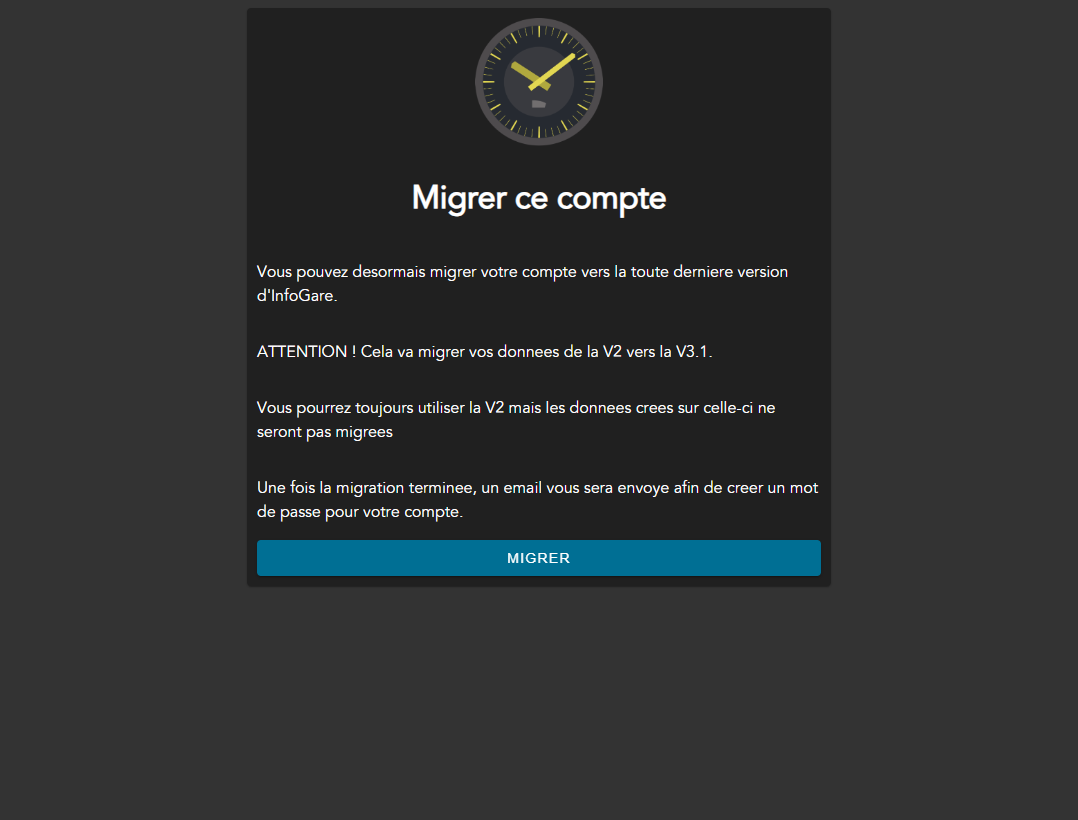 Migrer ce compte
Vous pouvez desormais migrer votre compte vers la toute derniere version
d'InfoGare.
ATTENTION ! Cela va migrer vos donnees de la V2 vers la V3.1.
Vous pourrez toujours utiliser la V2 mais les donnees crees sur celle-ci ne
seront pas migrees
Une fois la migration terminee, un email vous sera envoye afin de creer un mot
de passe pour votre compte.
MIGRER